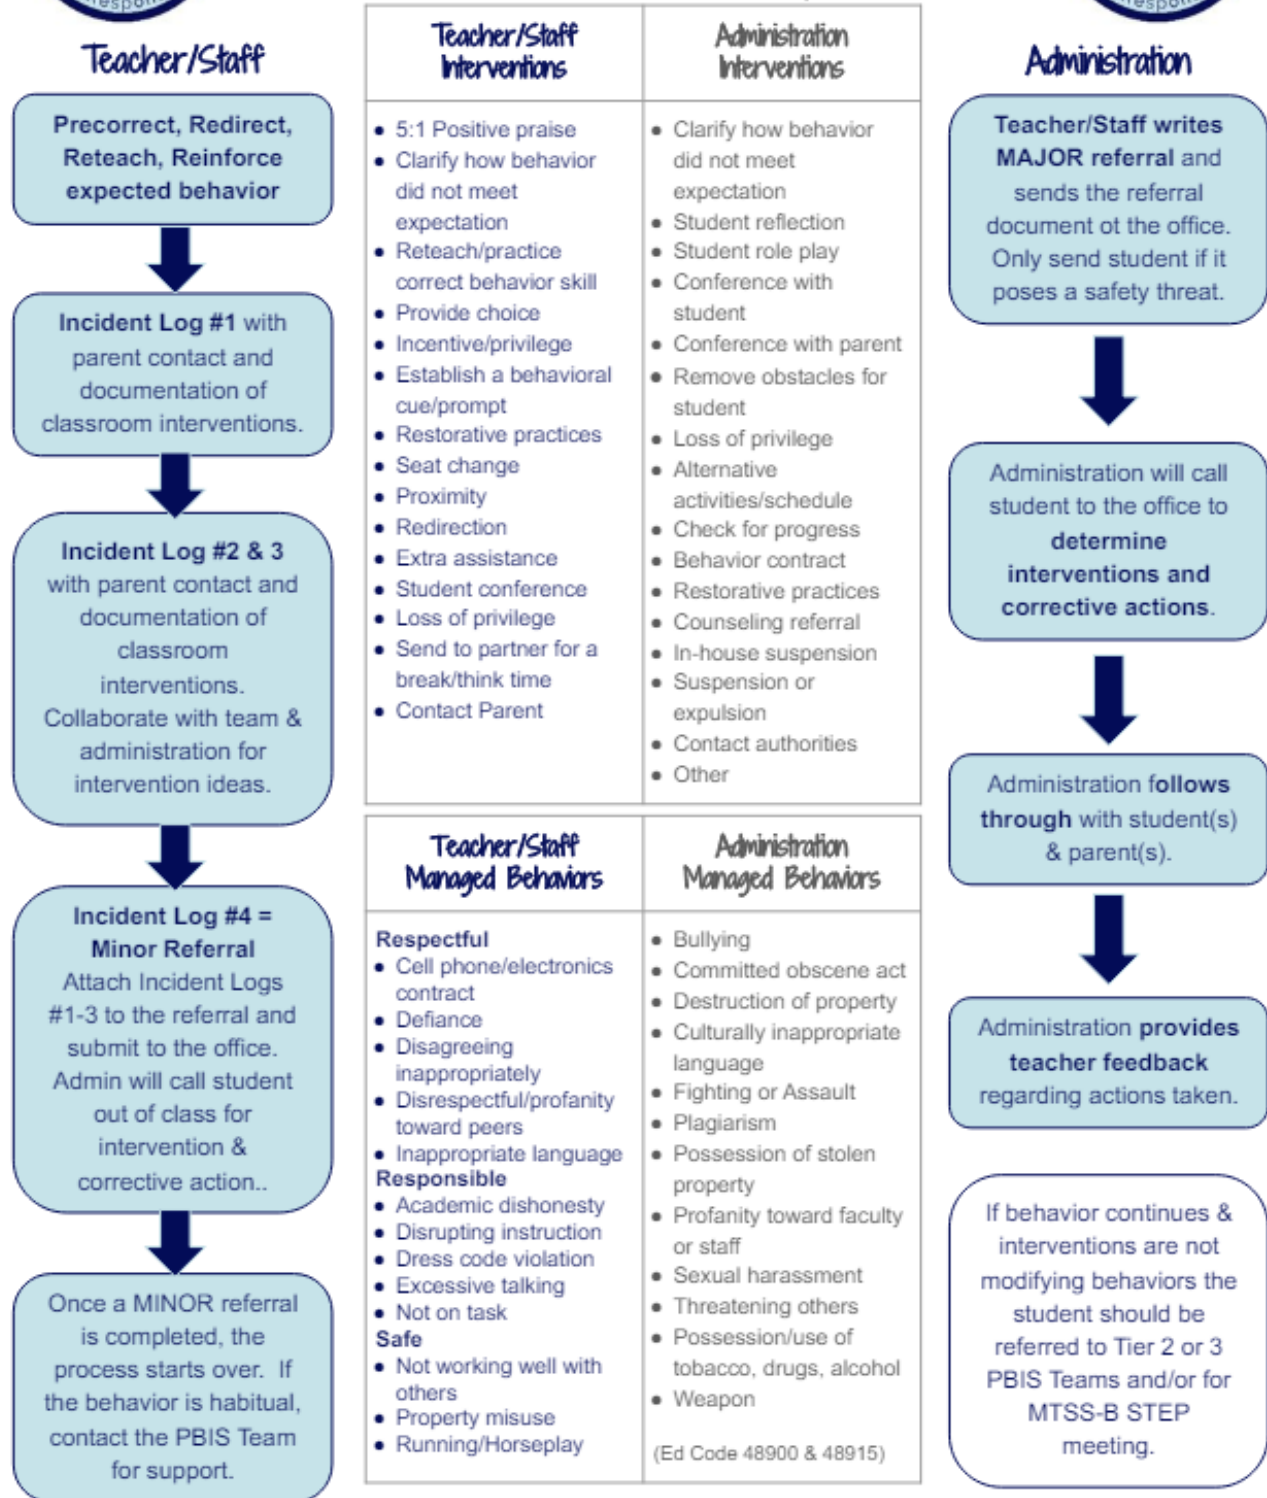 Teacher/Staff
Precorrect, Redirect,
Reteach, Reinforce
expected behavior
Incident Log #1 with
parent contact and
documentation of
classroom interventions.
Incident Log #2 & 3
with parent contact and
documentation of
classroom
interventions.
Collaborate with team &
administration for
intervention ideas.
Incident Log #4 =
Minor Referral
Attach Incident Logs
#1-3 to the referral and
submit to the office.
Admin will call student
out of class for
intervention &
corrective action..
Once a MINOR referral
is completed, the
process starts over. If
the behavior is habitual,
contact the PBIS Team
for support.
Teacher/Staff
Interventions
• 5:1 Positive praise
• Clarify how behavior
did not meet
expectation
• Reteach/practice
correct behavior skill
• Provide choice
• Incentive/privilege
• Establish a behavioral
cue/prompt
• Restorative practices
• Seat change
• Proximity
• Redirection
• Extra assistance
• Student conference
• Loss of privilege
• Send to partner for a
break/think time
• Contact Parent
Administration
Interventions
• Clarify how behavior
did not meet
expectation
• Student reflection
• Student role play
• Conference with
student
• Conference with parent
• Remove obstacles for
student
• Loss of privilege
• Alternative
activities/schedule
• Check for progress
• Behavior contract
• Restorative practices
• Counseling referral
• In-house suspension
• Suspension or
expulsion
• Contact authorities
• Other
Teacher/Staff
Managed Behaviors
Respectful
• Cell phone/electronics
contract
• Defiance
• Disagreeing
inappropriately
• Disrespectful/profanity
toward peers
• Inappropriate language
Responsible
• Academic dishonesty
• Disrupting instruction
• Dress code violation
• Excessive talking
• Not on task
Safe
• Not working well with
others
• Property misuse
• Running/Horseplay
Administration
Managed Behaviors
• Bullying
• Committed obscene act
• Destruction of property
• Culturally inappropriate
language
• Fighting or Assault
• Plagiarism
• Possession of stolen
property
• Profanity toward faculty
or staff
• Sexual harassment
• Threatening others
• Possession/use of
tobacco, drugs, alcohol
• Weapon
(Ed Code 48900 & 48915)
Administration
Teacher/Staff writes
MAJOR referral and
sends the referral
document ot the office.
Only send student if it
poses a safety threat.
Administration will call
student to the office to
determine
interventions and
corrective actions.
Administration follows
through with student(s)
& parent(s).
Administration provides
teacher feedback
regarding actions taken.
If behavior continues &
interventions are not
modifying behaviors the
student should be
referred to Tier 2 or 3
PBIS Teams and/or for
MTSS-B STEP
meeting.